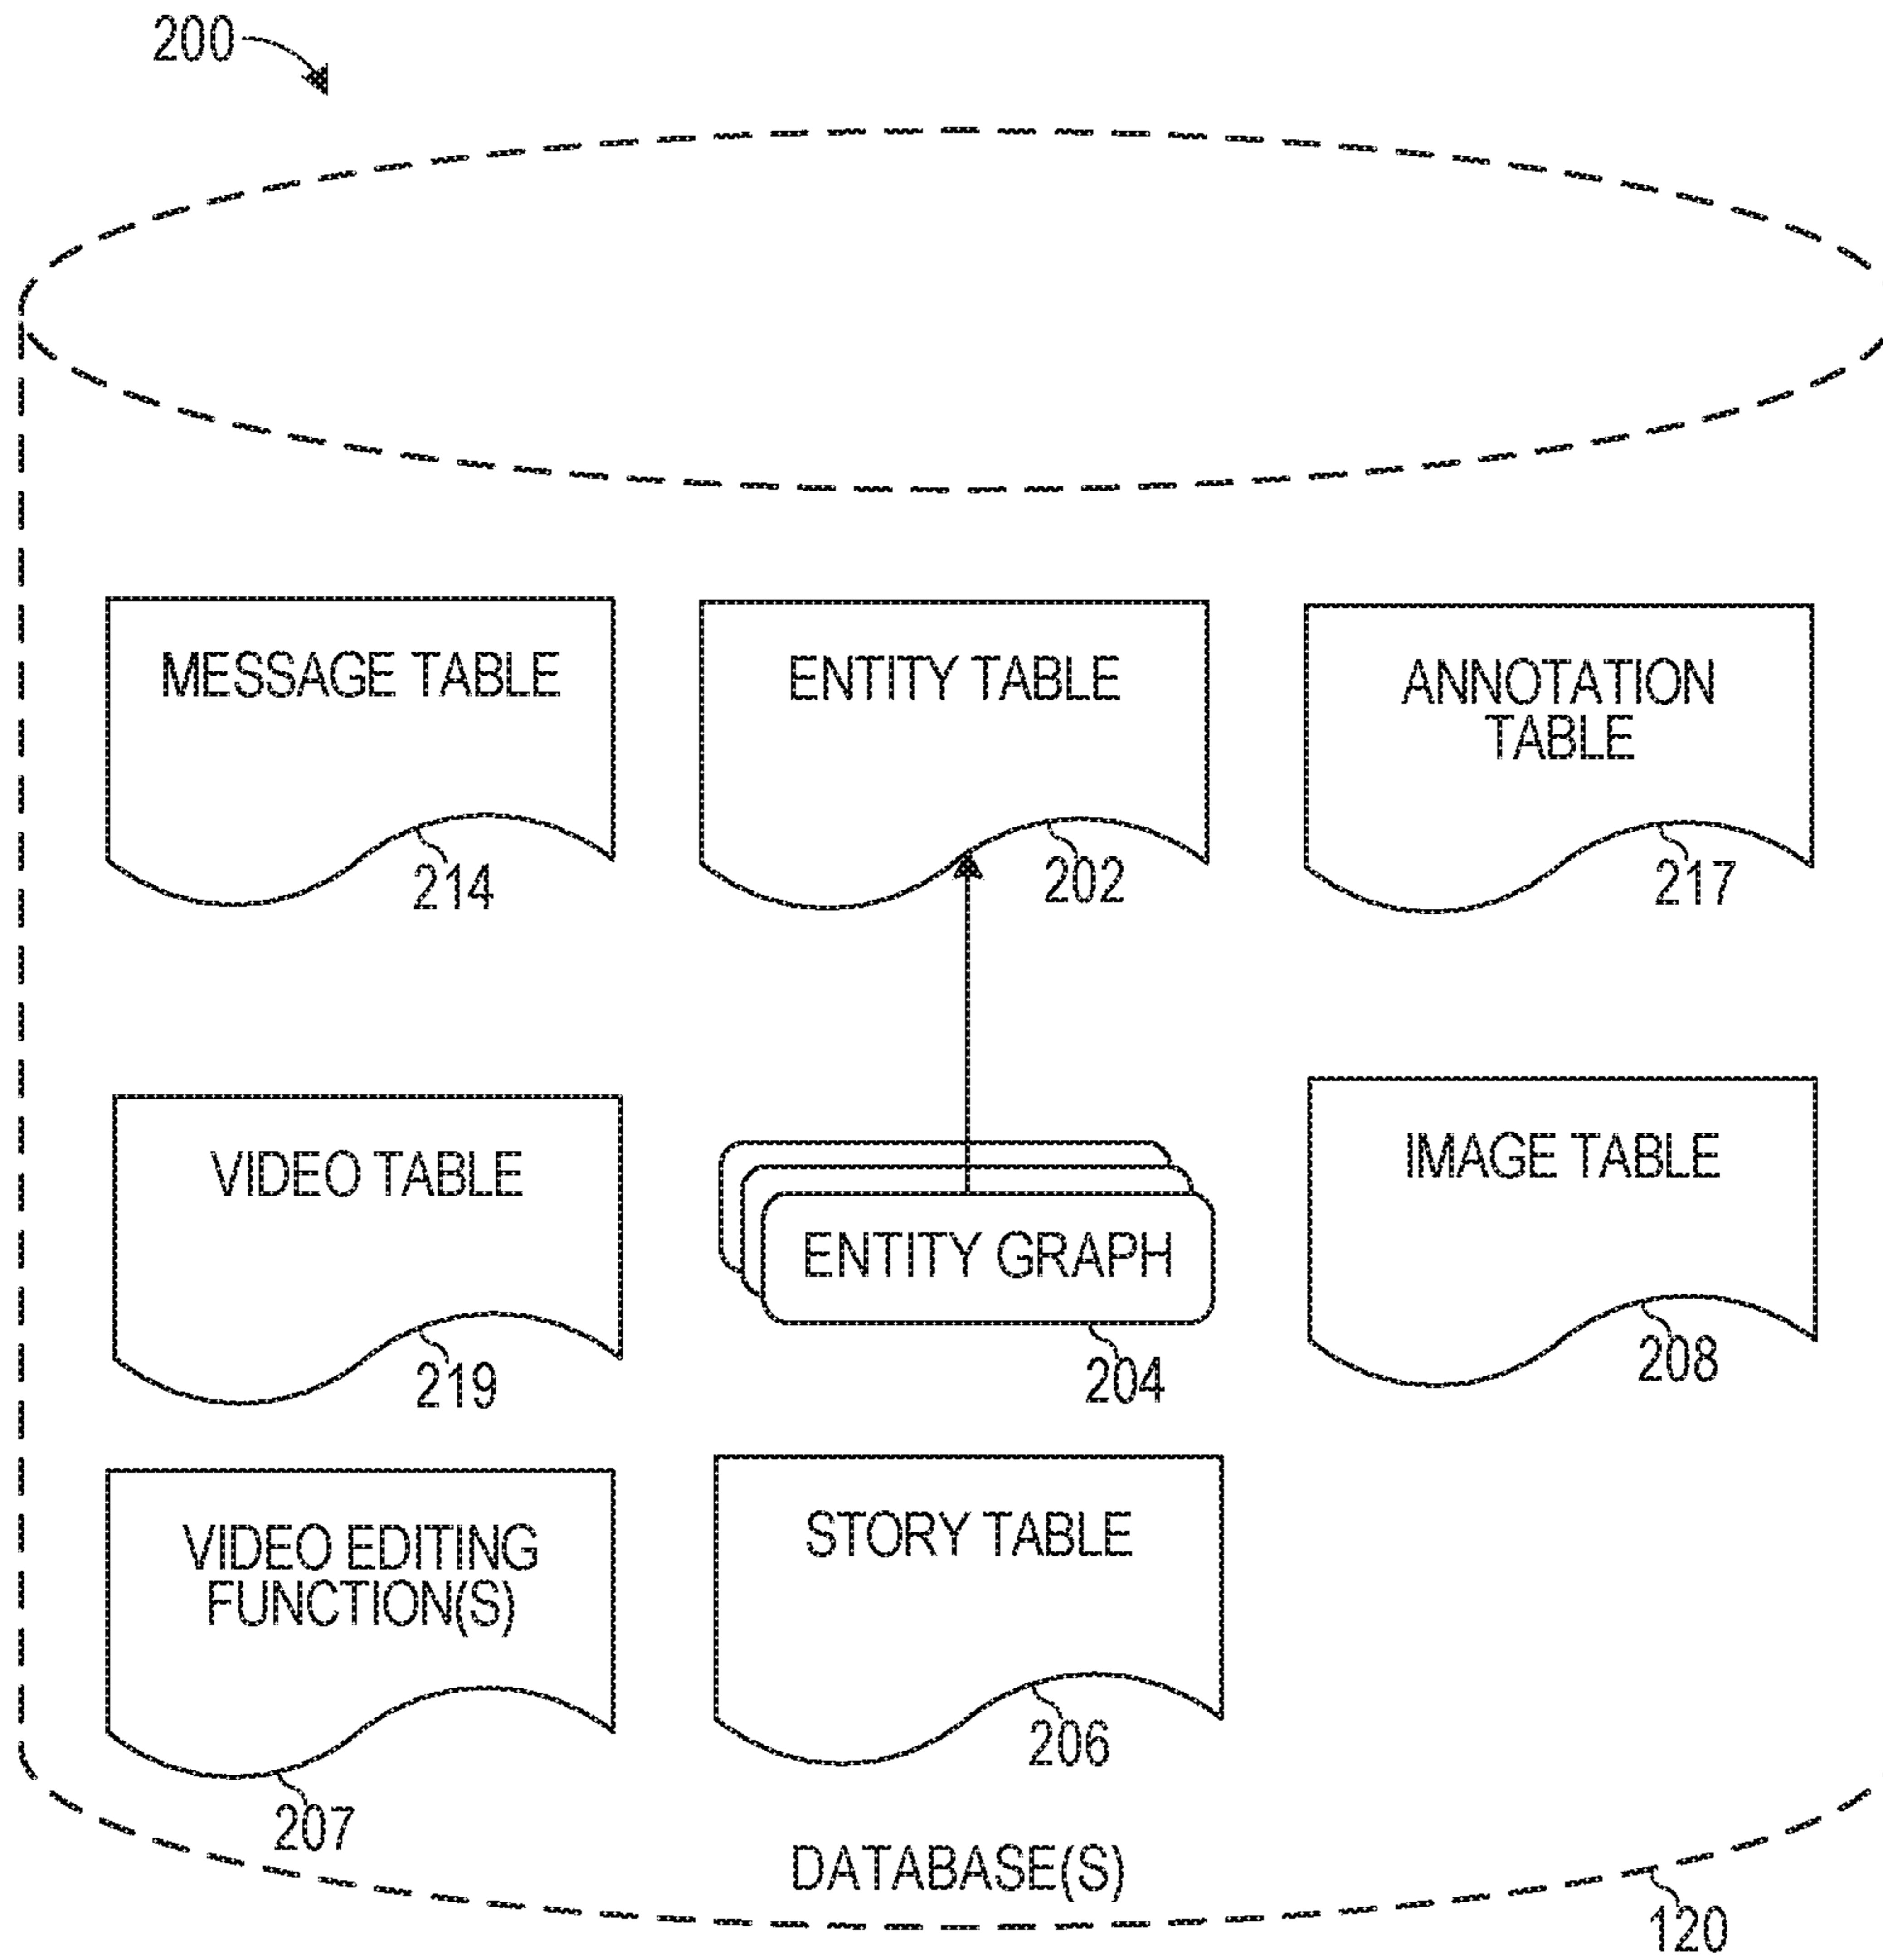 200
MESSAGE TABLE
214
ENTITY TABLE
202
ANNOTATION
TABLE
217
VIDEO TABLE
219
ENTITY GRAPH
204
IMAGE TABLE
208
VIDEO EDITING
FUNCTION(S)
207
STORY TABLE
206
DATABASE(S)
120